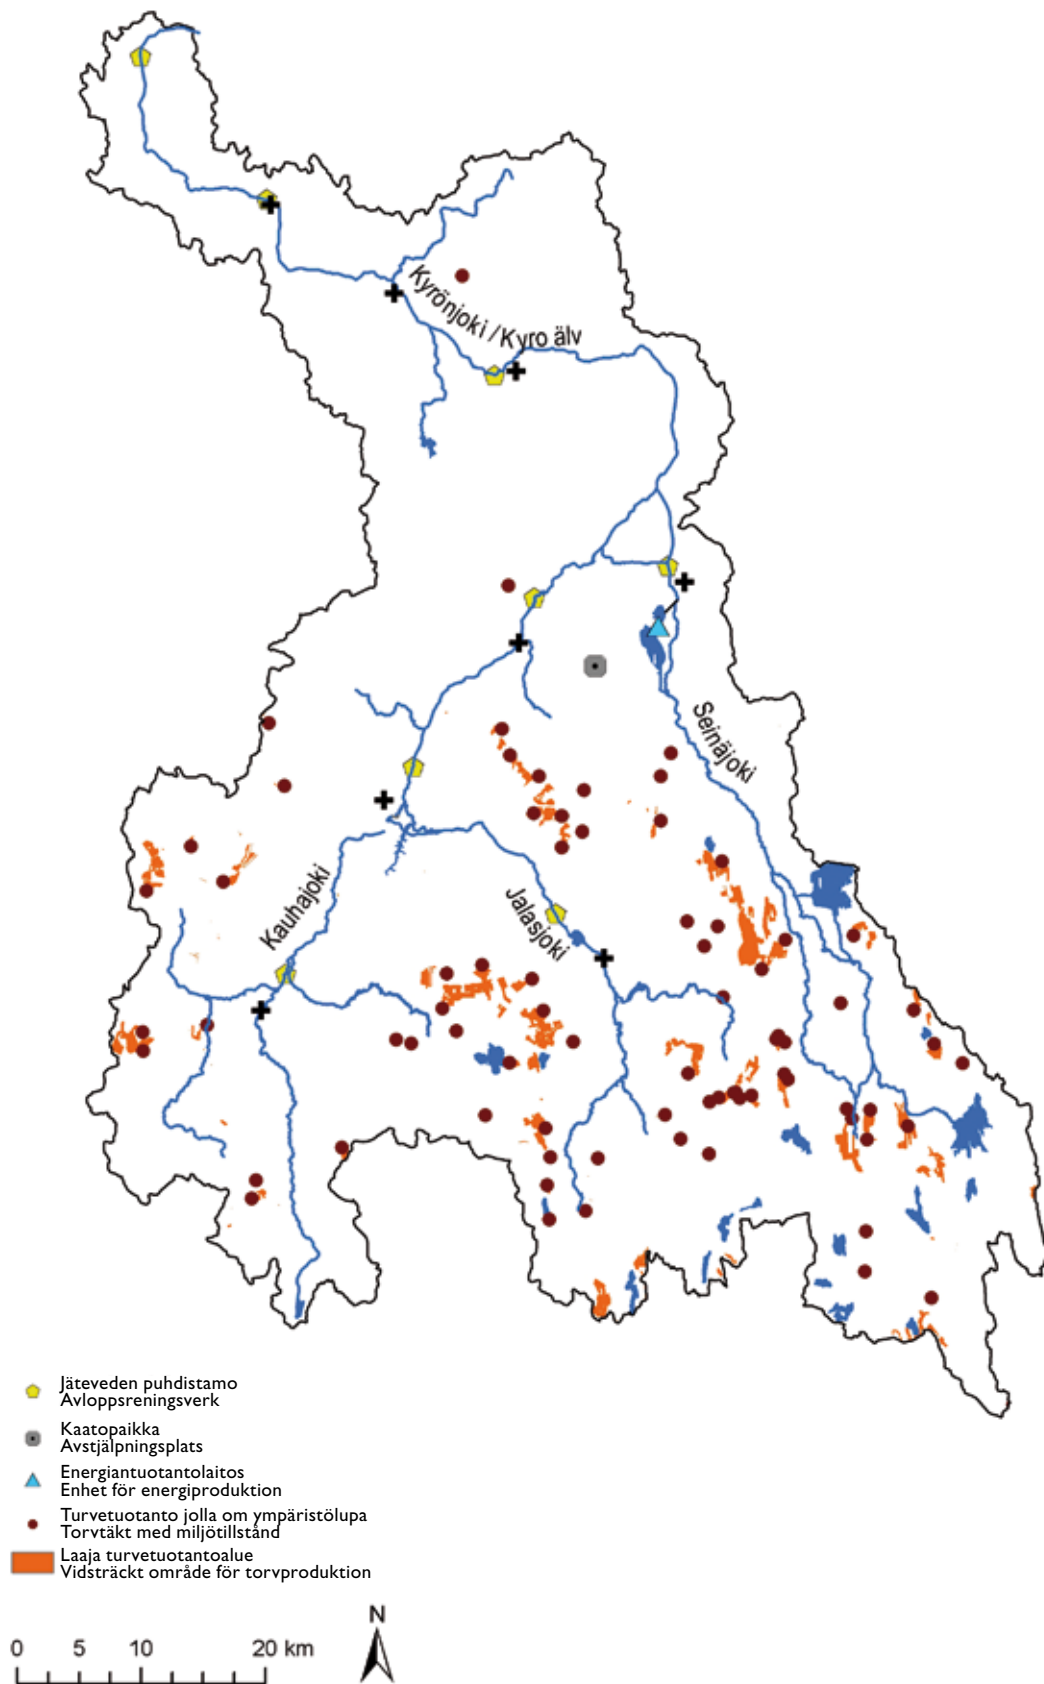 Kyrönjoki / Kyro älv
Seinäjoki
Kauhajoki
Jalasjoki
Jäteveden puhdistamo
Avloppsreningsverk
Kaatopaikka
Avstjälpningsplats
Energiantuotantolaitos
Enhet för energiproduktion
Turvetuotanto jolla om ympäristölupa
Torvtäkt med miljötillstånd
Laaja turvetuotantoalue
Vidsträckt område för torvproduktion
N
0 5 10 20 km